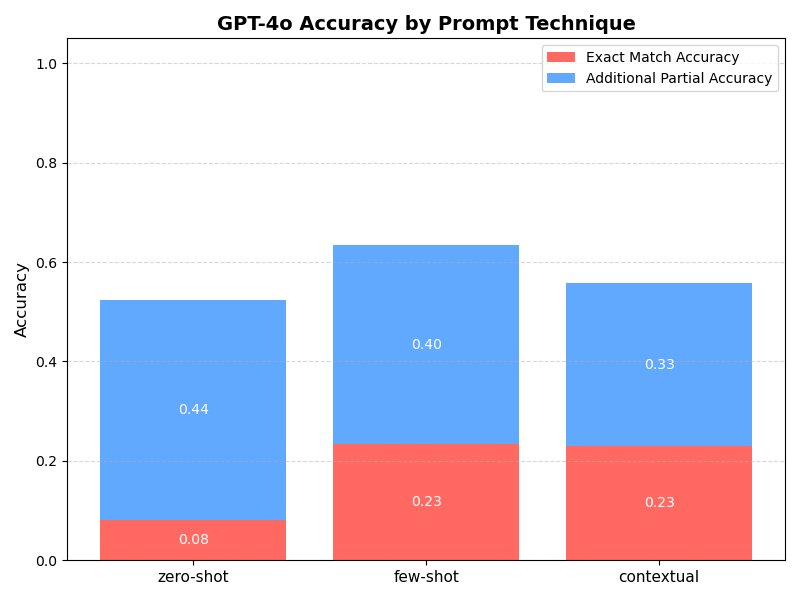 GPT-4o Accuracy by Prompt Technique
Exact Match Accuracy
Additional Partial Accuracy
Accuracy
1.0
0.8
0.6
0.4
0.2
0.0
0.44
0.40
0.33
0.08
0.23
0.23
zero-shot
few-shot
contextual